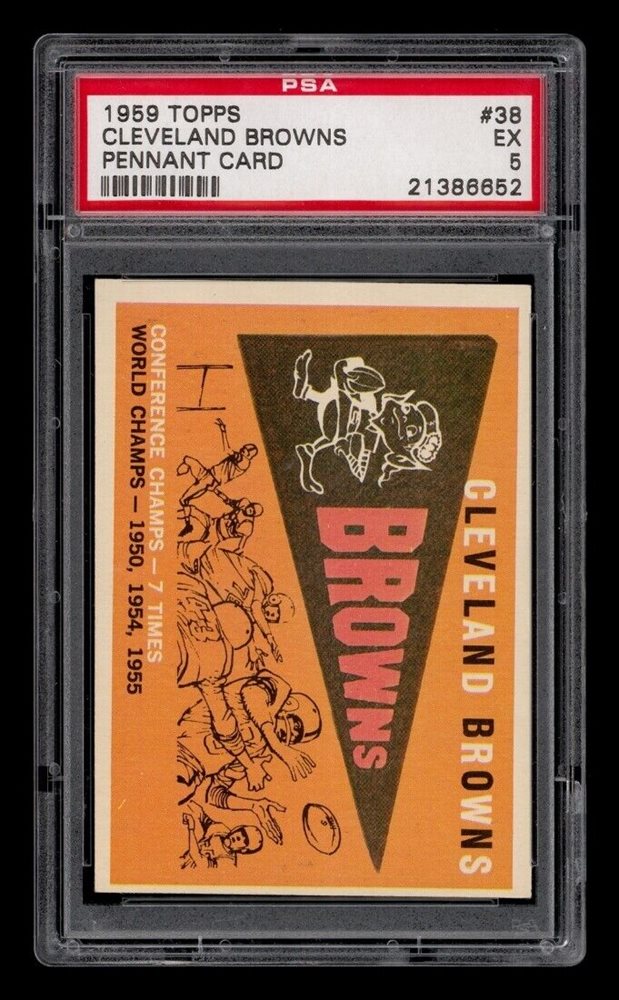 PSA
1959 TOPPS #38
CLEVELAND BROWNS EX
PENNANT CARD 5
21386652
CLEVELAND BROWNS
BROWNS
CONFERENCE CHAMPS — 7 TIMES
WORLD CHAMPS — 1950, 1954, 1955